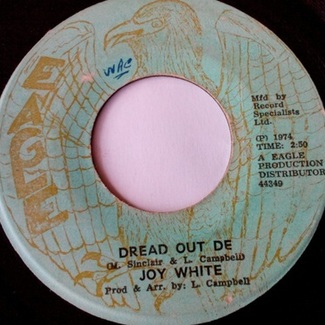 EAGLE
WAC
Mfd by
Record
Specialists
Ltd.
(P) 1974
TIME: 2:50
A EAGLE
PRODUCTION
DISTRIBUTOR
44349
DREAD OUT DE
(M. Sinclair & L. Campbell)
JOY WHITE
Prod & Arr. by: L. Campbell